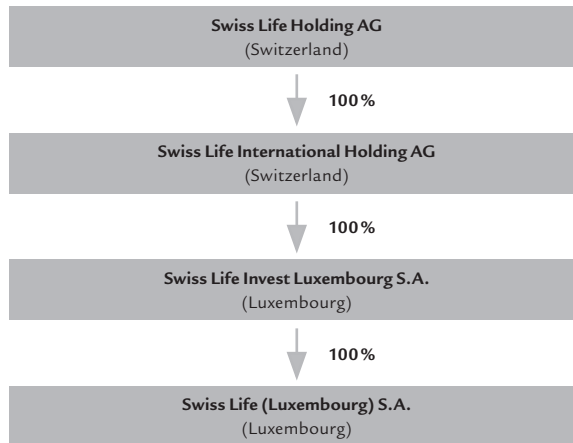 Swiss Life Holding AG
(Switzerland)
100%
Swiss Life International Holding AG
(Switzerland)
100%
Swiss Life Invest Luxembourg S.A.
(Luxembourg)
100%
Swiss Life (Luxembourg) S.A.
(Luxembourg)